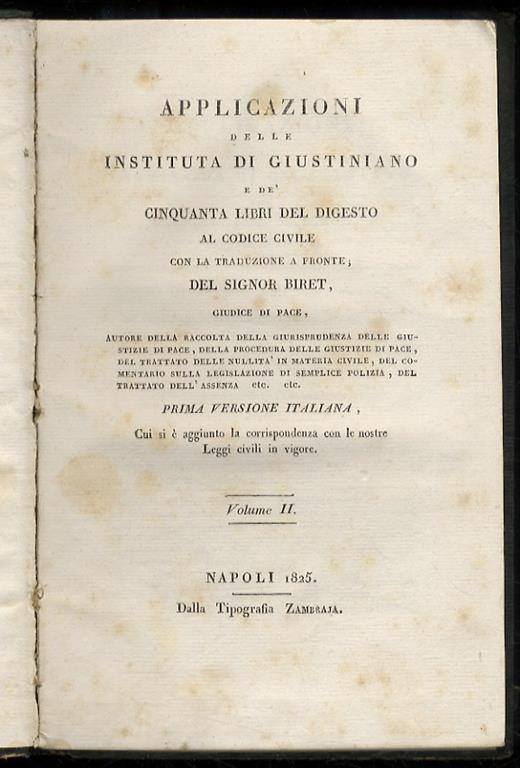 APPLICAZIONI
DELLE
INSTITUTA DI GIUSTINIANO
E DE'
CINQUANTA LIBRI DEL DIGESTO
AL CODICE CIVILE
CON LA TRADUZIONE A FRONTE;
DEL SIGNOR BIRET,
GIUDICE DI PACE,
AUTORE DELLA RACCOLTA DELLA GIURISPRUDENZA DELLE GIU-
STIZIE DI PACE, DELLA PROCEDURA DELLE GIUSTIZIE DI PACE,
DEL TRATTATO DELLE NULLITA' IN MATERIA CIVILE, DEL CO-
MENTARIO SULLA LEGISLAZIONE DI SEMPLICE POLIZIA, DEL
TRATTATO DELL'ASSENZA etc. etc.
PRIMA VERSIONE ITALIANA,
Cui si è aggiunto la corrispondenza con le nostre
Leggi civili in vigore.
Volume II.
NAPOLI 1825.
Dalla Tipografia ZAMBRAJA.